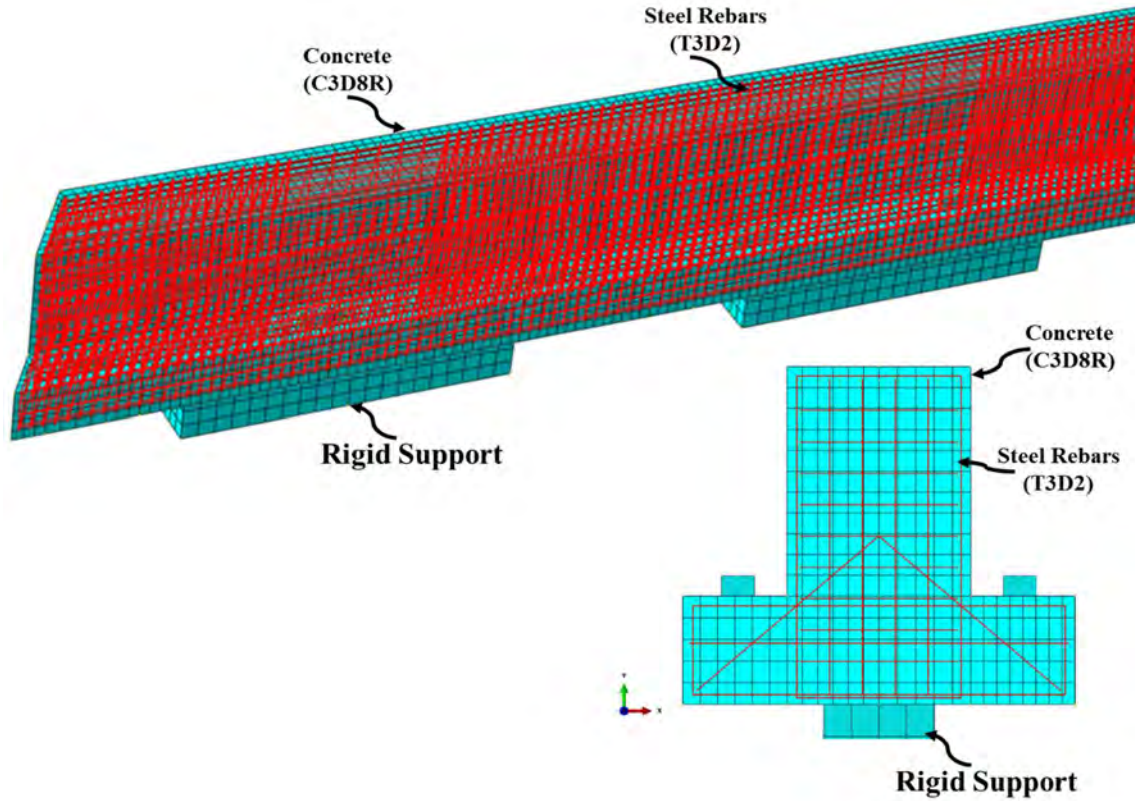 Steel Rebars
(T3D2)
Concrete
(C3D8R)
Rigid Support
Concrete
(C3D8R)
Steel Rebars
(T3D2)
Y
X
Rigid Support